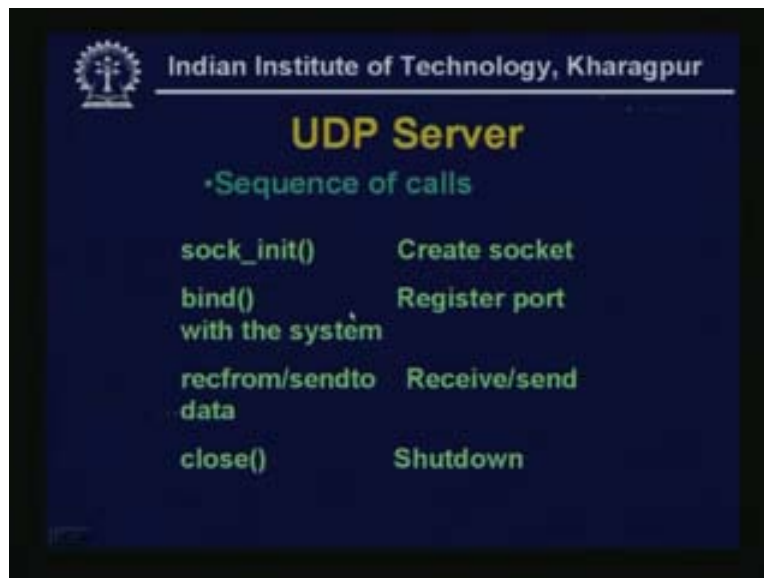 Indian Institute of Technology, Kharagpur
UDP Server
•Sequence of calls
sock_init() Create socket
bind() Register port
with the system
recfrom/sendto Receive/send
data
close() Shutdown